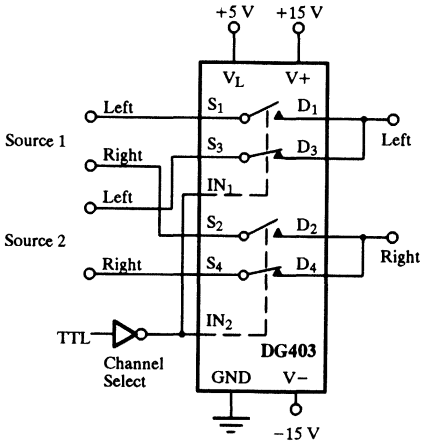 +5 V
+15 V
VL
V+
Left
S1
D1
Left
Source 1
S3
D3
Right
IN1
Left
S2
D2
Source 2
Right
Right
S4
D4
IN2
TTL
DG403
Channel
Select
GND
V−
−15 V